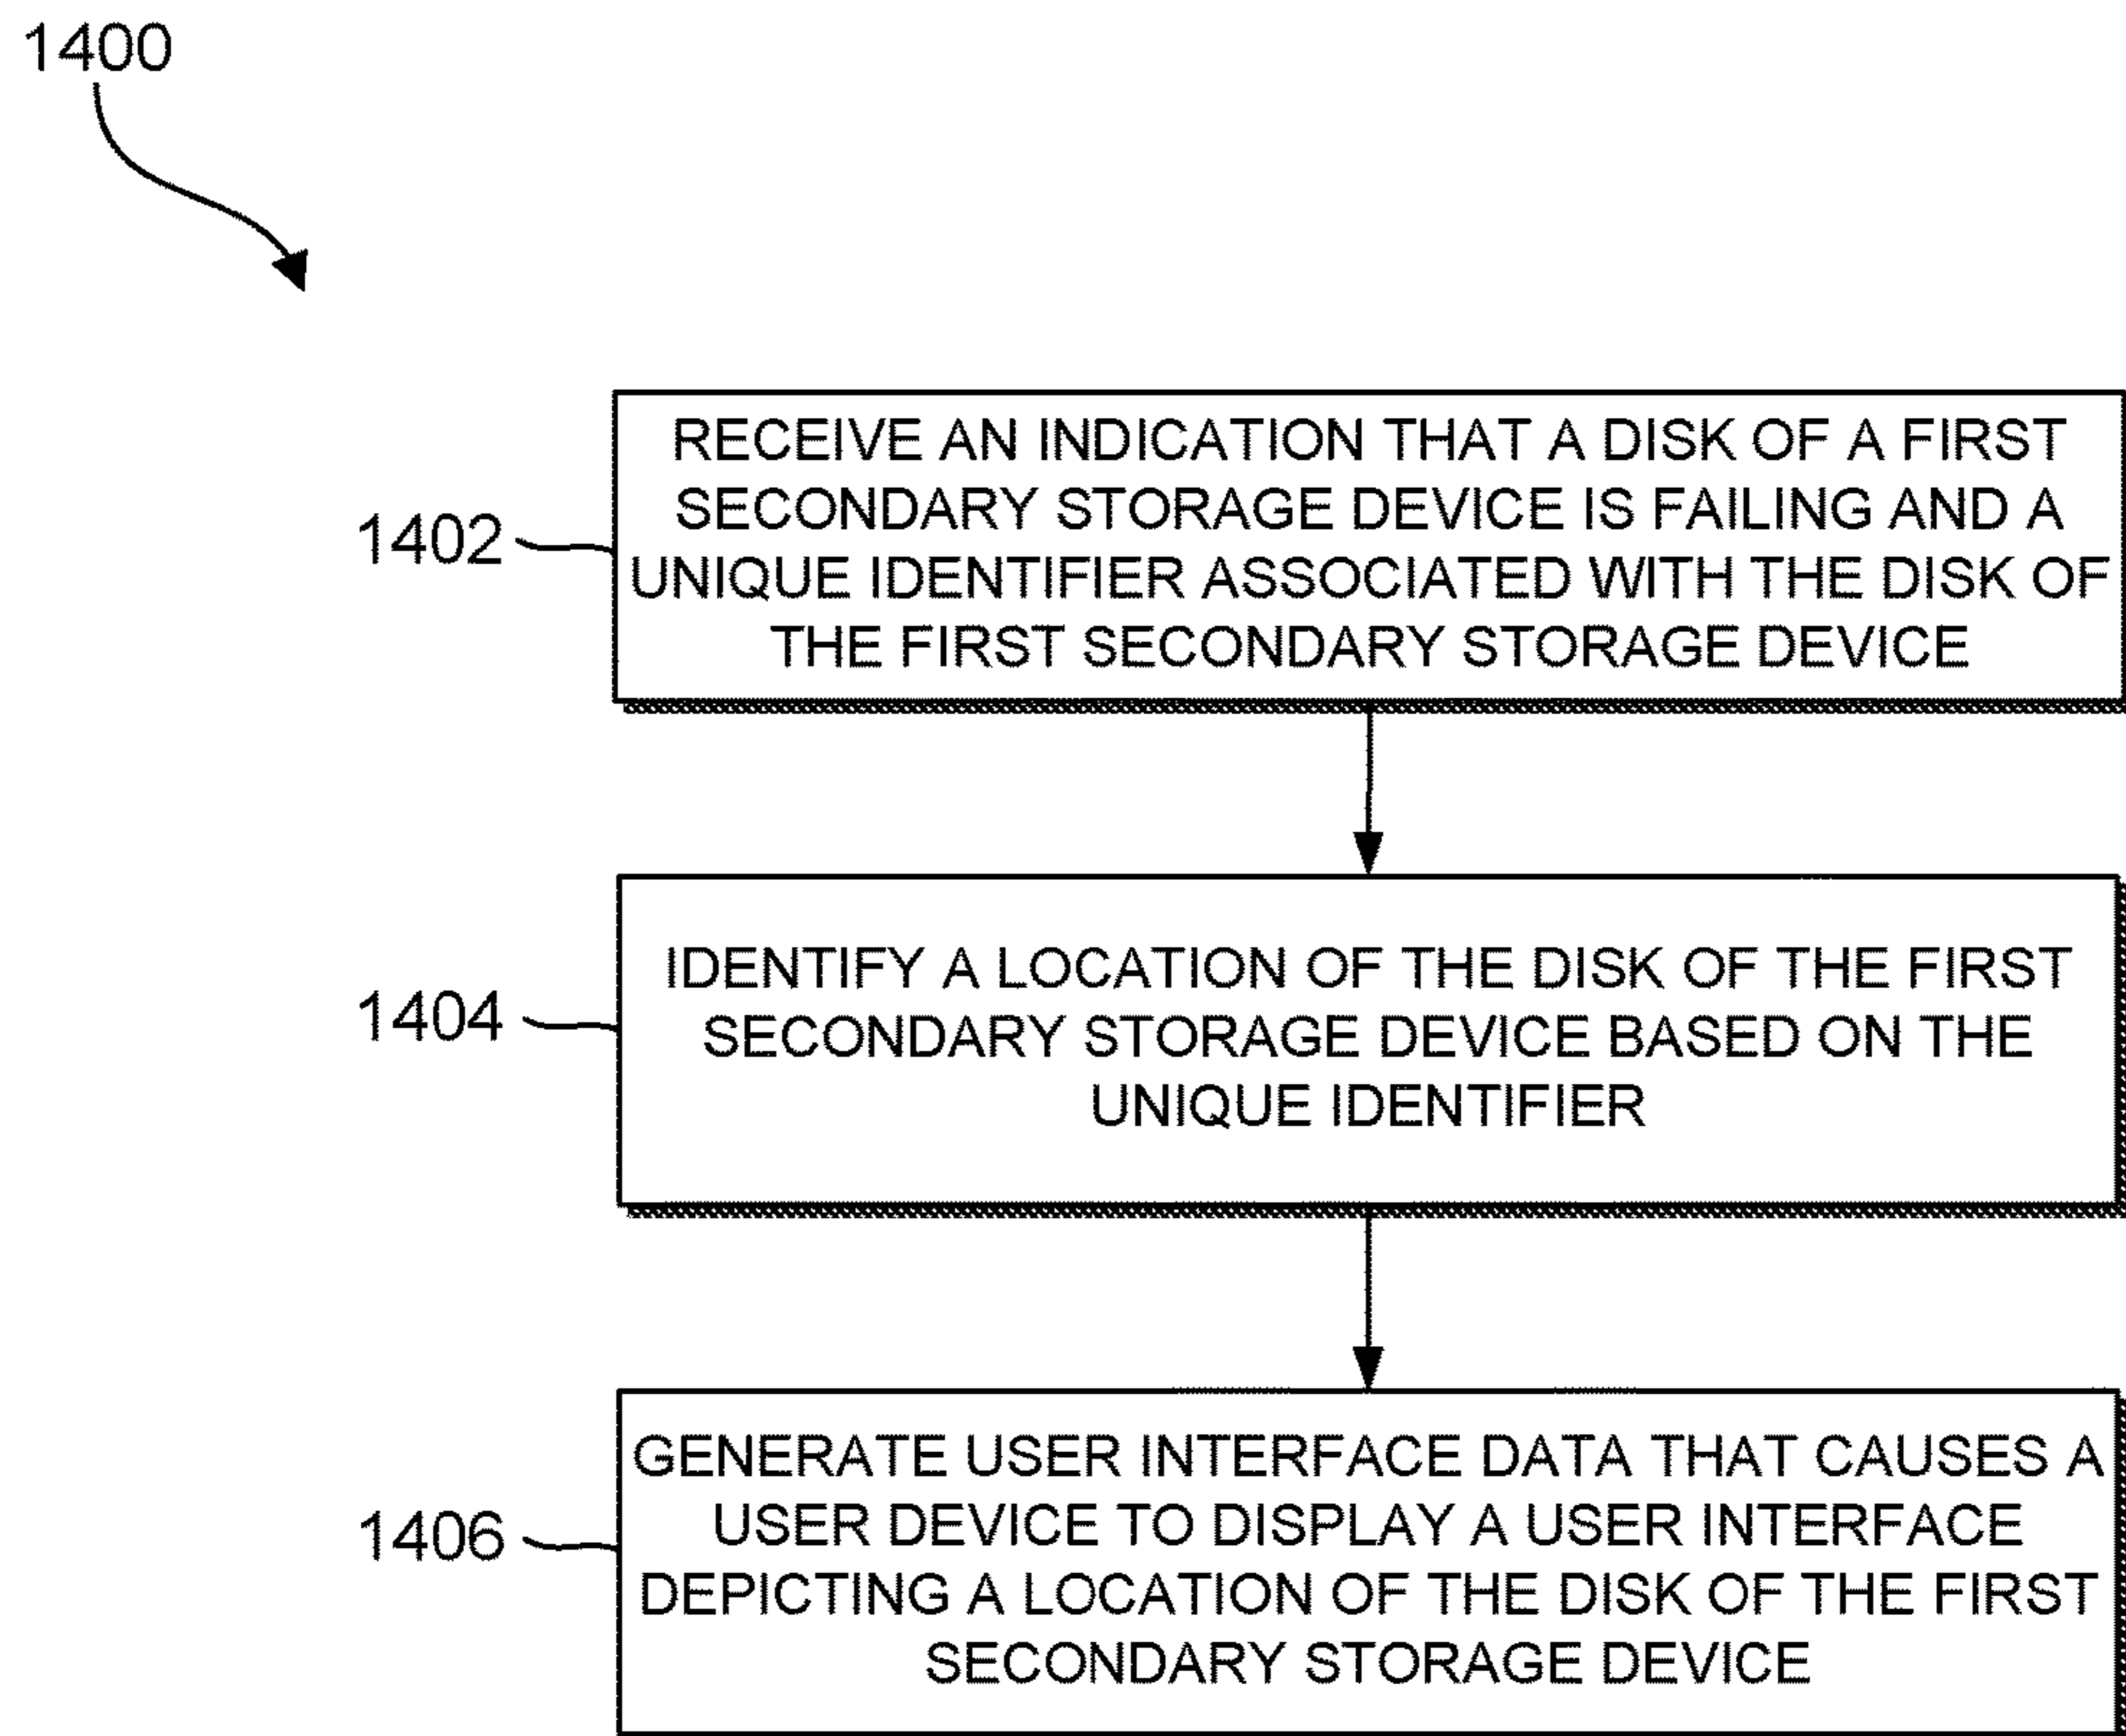 1400
RECEIVE AN INDICATION THAT A DISK OF A FIRST
SECONDARY STORAGE DEVICE IS FAILING AND A
1402
UNIQUE IDENTIFIER ASSOCIATED WITH THE DISK OF
THE FIRST SECONDARY STORAGE DEVICE
IDENTIFY A LOCATION OF THE DISK OF THE FIRST
1404
SECONDARY STORAGE DEVICE BASED ON THE
UNIQUE IDENTIFIER
GENERATE USER INTERFACE DATA THAT CAUSES A
1406
USER DEVICE TO DISPLAY A USER INTERFACE
DEPICTING A LOCATION OF THE DISK OF THE FIRST
SECONDARY STORAGE DEVICE